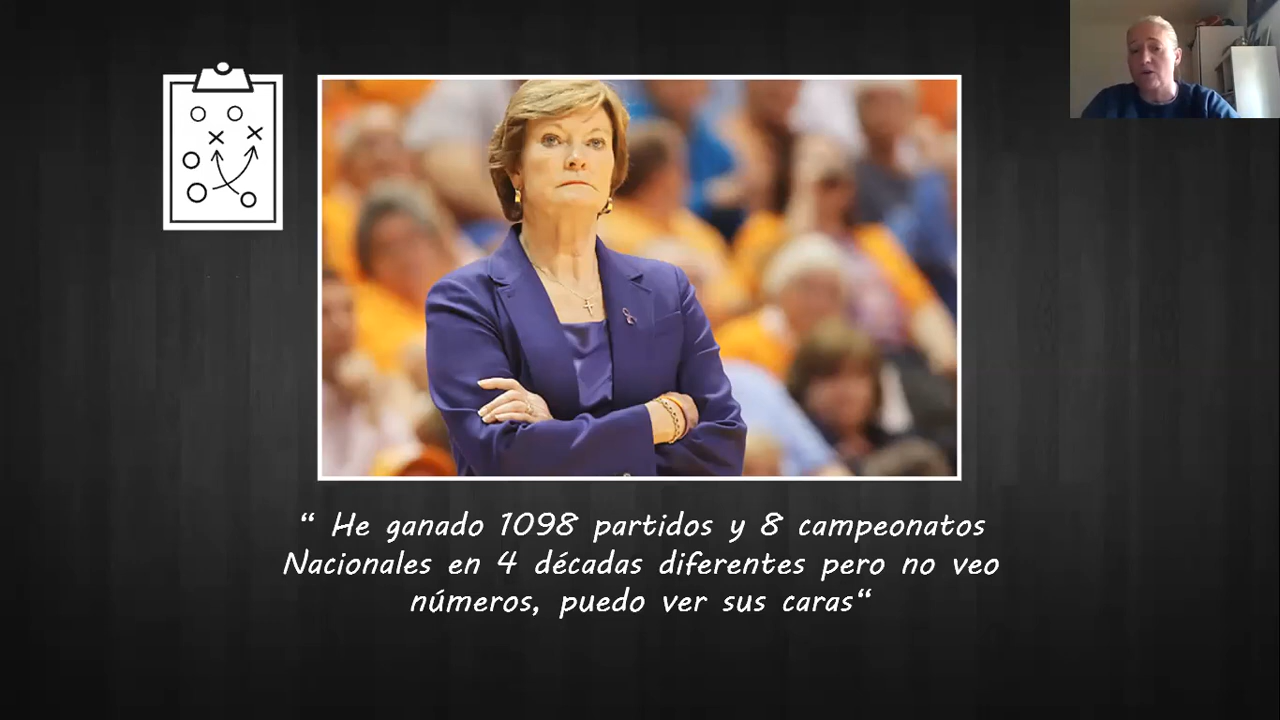 “ He ganado 1098 partidos y 8 campeonatos
Nacionales en 4 décadas diferentes pero no veo
números, puedo ver sus caras“